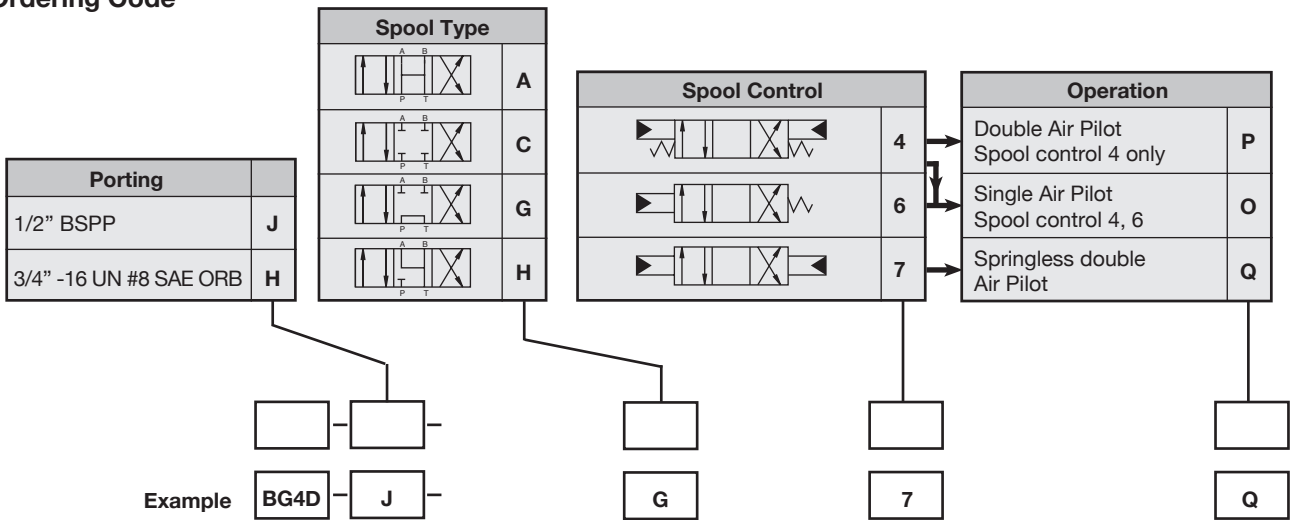 Ordering Code
Spool Type
A B
P T
A
A B
P T
C
A B
P T
G
A B
P T
H
Porting
1/2” BSPP
J
3/4” -16 UN #8 SAE ORB
H
Spool Control
4
6
7
Operation
Double Air Pilot
Spool control 4 only
P
Single Air Pilot
Spool control 4, 6
O
Springless double
Air Pilot
Q
Example
BG4D – J –
G
7
Q